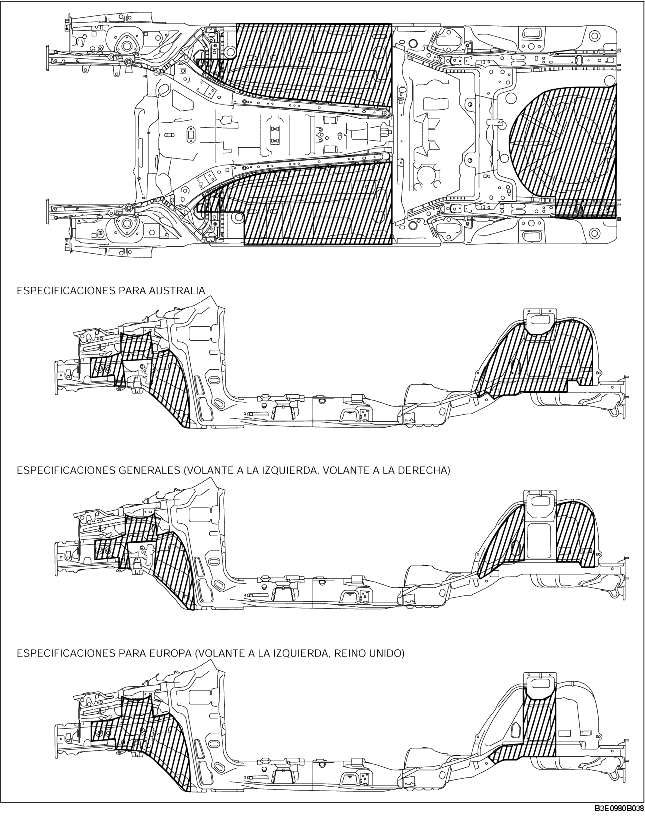 ESPECIFICACIONES PARA AUSTRALIA
ESPECIFICACIONES GENERALES (VOLANTE A LA IZQUIERDA, VOLANTE A LA DERECHA)
ESPECIFICACIONES PARA EUROPA (VOLANTE A LA IZQUIERDA, REINO UNIDO)
B3E0980B039